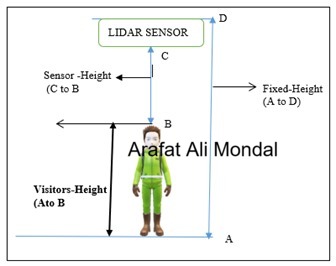 D
LIDAR SENSOR
C
Sensor -Height
(C to B
Fixed-Height
(A to D)
B
Arafat Ali Mondal
Visitors-Height
(Ato B
A